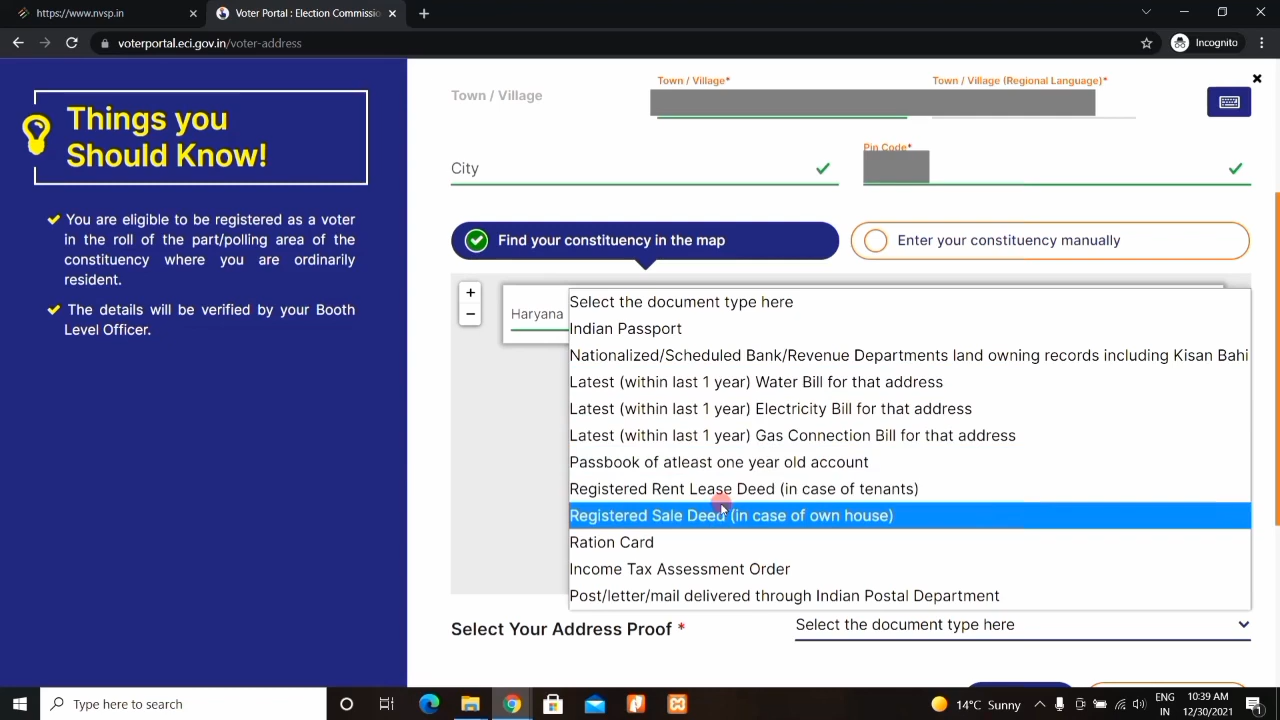 https://www.nvsp.in
Voter Portal : Election Commissio
voterportal.eci.gov.in/voter-address
Incognito
Things you
Should Know!
You are eligible to be registered as a voter
in the roll of the part/polling area of the
constituency where you are ordinarily
resident.
The details will be verified by your Booth
Level Officer.
Town / Village
Town / Village*
Town / Village (Regional Language)*
City
Pin Code*
Find your constituency in the map
Enter your constituency manually
+
−
Haryana
Select the document type here
Indian Passport
Nationalized/Scheduled Bank/Revenue Departments land owning records including Kisan Bahi
Latest (within last 1 year) Water Bill for that address
Latest (within last 1 year) Electricity Bill for that address
Latest (within last 1 year) Gas Connection Bill for that address
Passbook of atleast one year old account
Registered Rent Lease Deed (in case of tenants)
Registered Sale Deed (in case of own house)
Ration Card
Income Tax Assessment Order
Post/letter/mail delivered through Indian Postal Department
Select Your Address Proof *
Select the document type here
Type here to search
14°C Sunny
ENG
IN
10:39 AM
12/30/2021
1